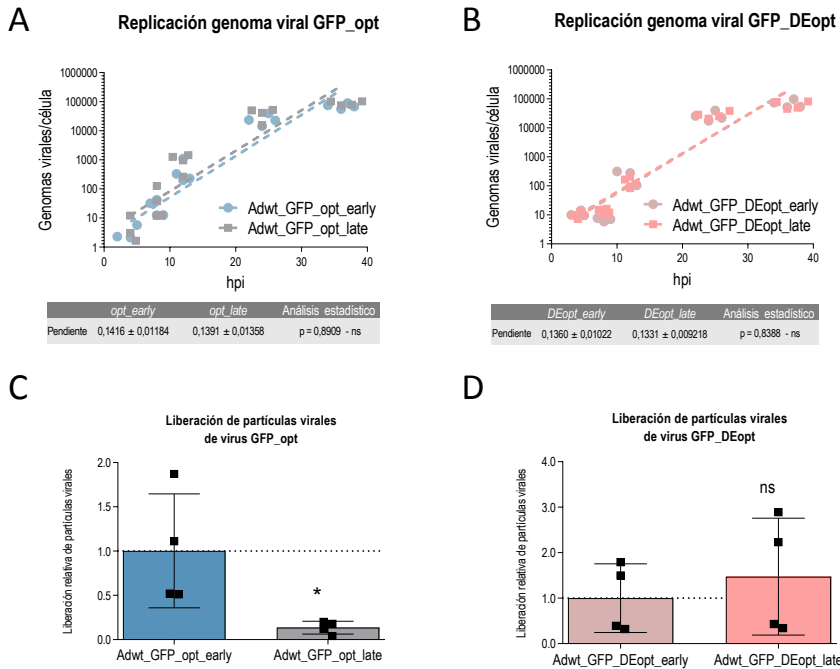 A
Replicación genoma viral GFP_opt
Genomas virales/célula
1000000
100000
10000
1000
100
10
1
0
10
20
30
40
hpi
Adwt_GFP_opt_early
Adwt_GFP_opt_late
opt_early opt_late Análisis estadístico
Pendiente 0,1416 ± 0,01184 0,1391 ± 0,01358 p = 0,8909 - ns
B
Replicación genoma viral GFP_DEopt
Genomas virales/célula
1000000
100000
10000
1000
100
10
1
0
10
20
30
40
hpi
Adwt_GFP_DEopt_early
Adwt_GFP_DEopt_late
DEopt_early DEopt_late Análisis estadístico
Pendiente 0,1360 ± 0,01022 0,1331 ± 0,009218 p = 0,8388 - ns
C
Liberación de partículas virales
de virus GFP_opt
Liberación relativa de partículas virales
2.0
1.5
1.0
0.5
0.0
*
Adwt_GFP_opt_early
Adwt_GFP_opt_late
D
Liberación de partículas virales
de virus GFP_DEopt
Liberación relativa de partículas virales
4.0
3.0
2.0
1.0
0.0
ns
Adwt_GFP_DEopt_early
Adwt_GFP_DEopt_late